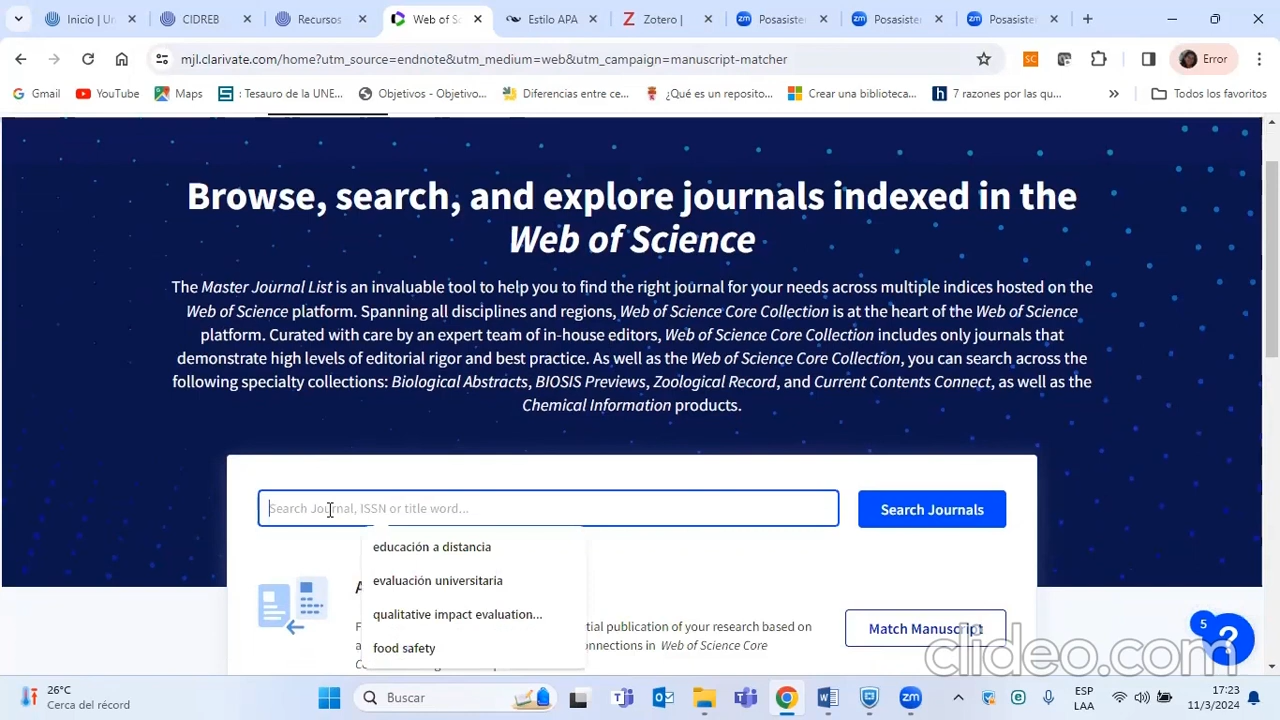 Inicio | Un
CIDREB
Recursos
Web of S
Estilo APA
Zotero |
Posasisten
Posasisten
Posasisten
mjl.clarivate.com/home?utm_source=endnote&utm_medium=web&utm_campaign=manuscript-matcher
SC
Error
Gmail
YouTube
Maps
: Tesauro de la UNE...
Objetivos - Objetivo...
Diferencias entre ce...
¿Qué es un reposito...
Crear una biblioteca...
7 razones por las qu...
Todos los favoritos
Browse, search, and explore journals indexed in the
Web of Science
The Master Journal List is an invaluable tool to help you to find the right journal for your needs across multiple indices hosted on the
Web of Science platform. Spanning all disciplines and regions, Web of Science Core Collection is at the heart of the Web of Science
platform. Curated with care by an expert team of in-house editors, Web of Science Core Collection includes only journals that
demonstrate high levels of editorial rigor and best practice. As well as the Web of Science Core Collection, you can search across the
following specialty collections: Biological Abstracts, BIOSIS Previews, Zoological Record, and Current Contents Connect, as well as the
Chemical Information products.
Search Journal, ISSN or title word...
Search Journals
educación a distancia
evaluación universitaria
qualitative impact evaluation...
food safety
tial publication of your research based on
onnections in Web of Science Core
Match Manuscript
5
?
clideo.com
26°C
Cerca del récord
Buscar
ESP
LAA
17:23
11/3/2024